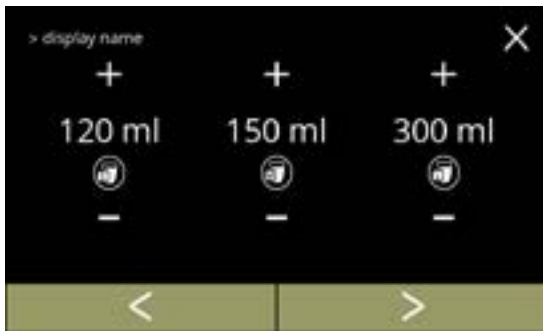 > display name
×
+ + +
120 ml 150 ml 300 ml
− − −
< >